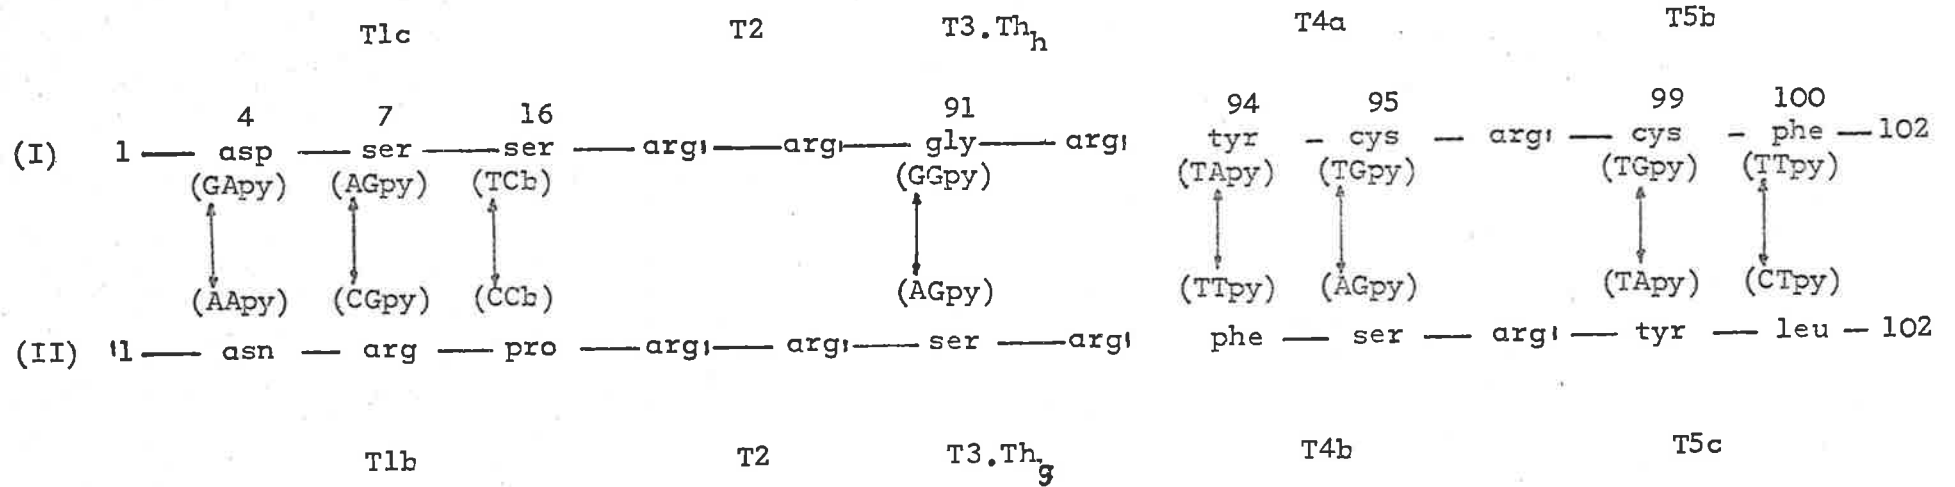 T1c T2 T3.Thh T4a T5b
4 7 16 91 94 95 99 100
(I) 1 — asp — ser — ser — arg — arg — gly — arg tyr – cys — arg — cys – phe — 102
(GApy) (AGpy) (TCb) (GGpy) (TApy) (TGpy) (TGpy) (TTpy)
(AApy) (CGpy) (CCb) (AGpy) (TTpy) (AGpy) (TApy) (CTpy)
(II) 1 — asn — arg — pro — arg — arg — ser — arg phe — ser — arg — tyr — leu – 102
T1b T2 T3.Thg T4b T5c